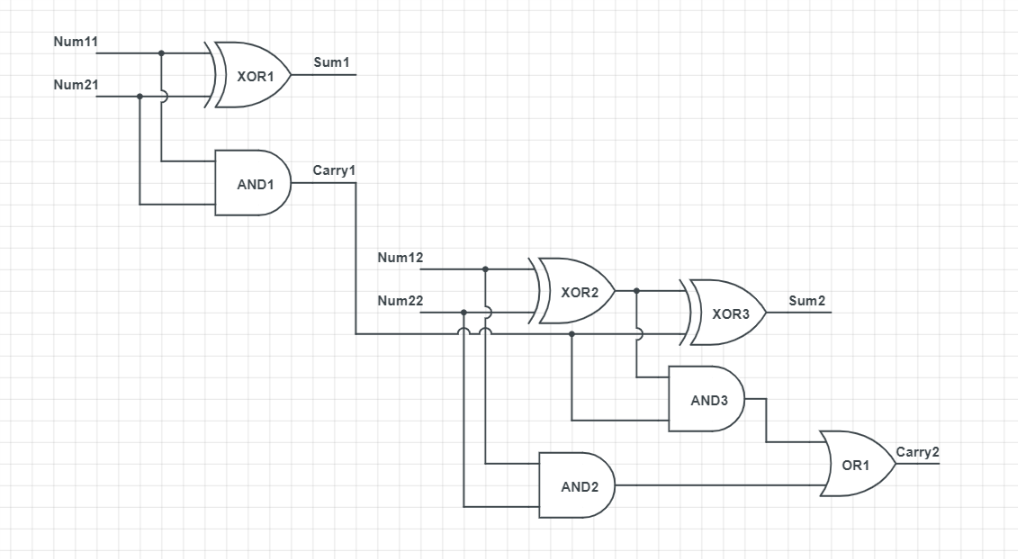 Num11
XOR1
Sum1
Num21
AND1
Carry1
Num12
XOR2
Num22
XOR3
Sum2
AND3
AND2
OR1
Carry2